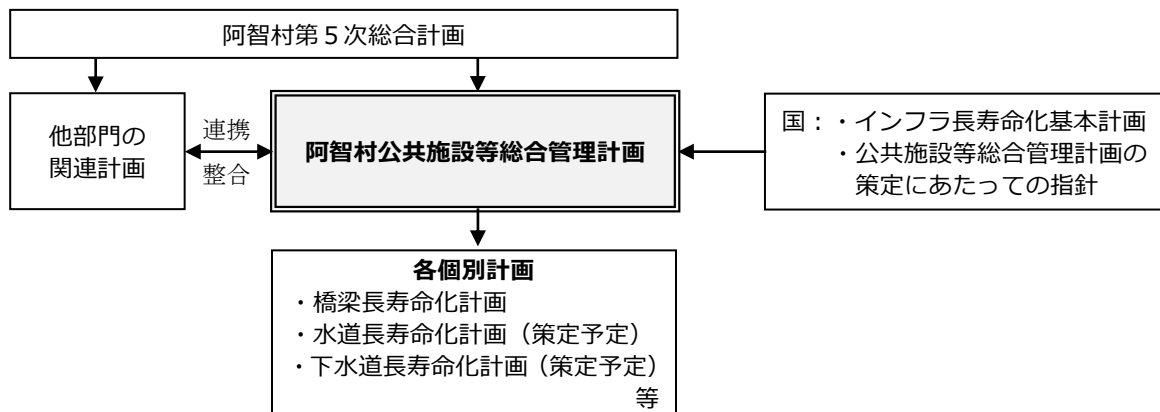 阿智村第５次総合計画
他部門の
関連計画
連携
整合
阿智村公共施設等総合管理計画
国：・インフラ長寿命化基本計画
・公共施設等総合管理計画の
策定にあたっての指針
各個別計画
・橋梁長寿命化計画
・水道長寿命化計画（策定予定）
・下水道長寿命化計画（策定予定）
等